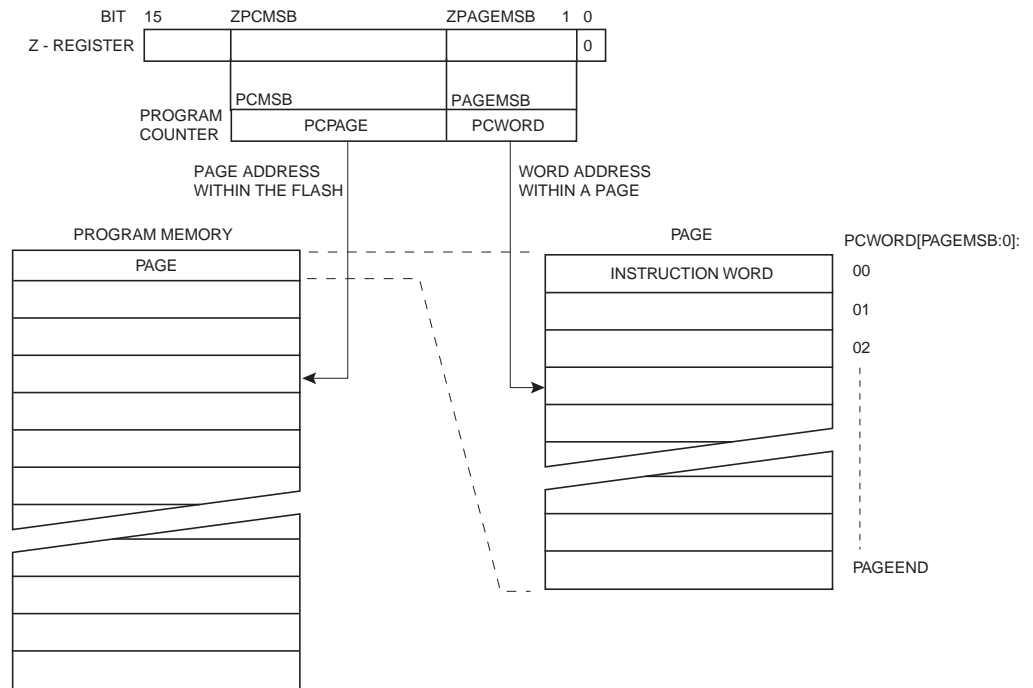 BIT 15 ZPCMSB ZPAGEMSB 1 0
Z - REGISTER 0
PCMSB PAGEMSB
PROGRAM
COUNTER
PCPAGE PCWORD
PAGE ADDRESS
WITHIN THE FLASH
WORD ADDRESS
WITHIN A PAGE
PROGRAM MEMORY
PAGE
PAGE
INSTRUCTION WORD
PCWORD[PAGEMSB:0]:
00
01
02
PAGEEND